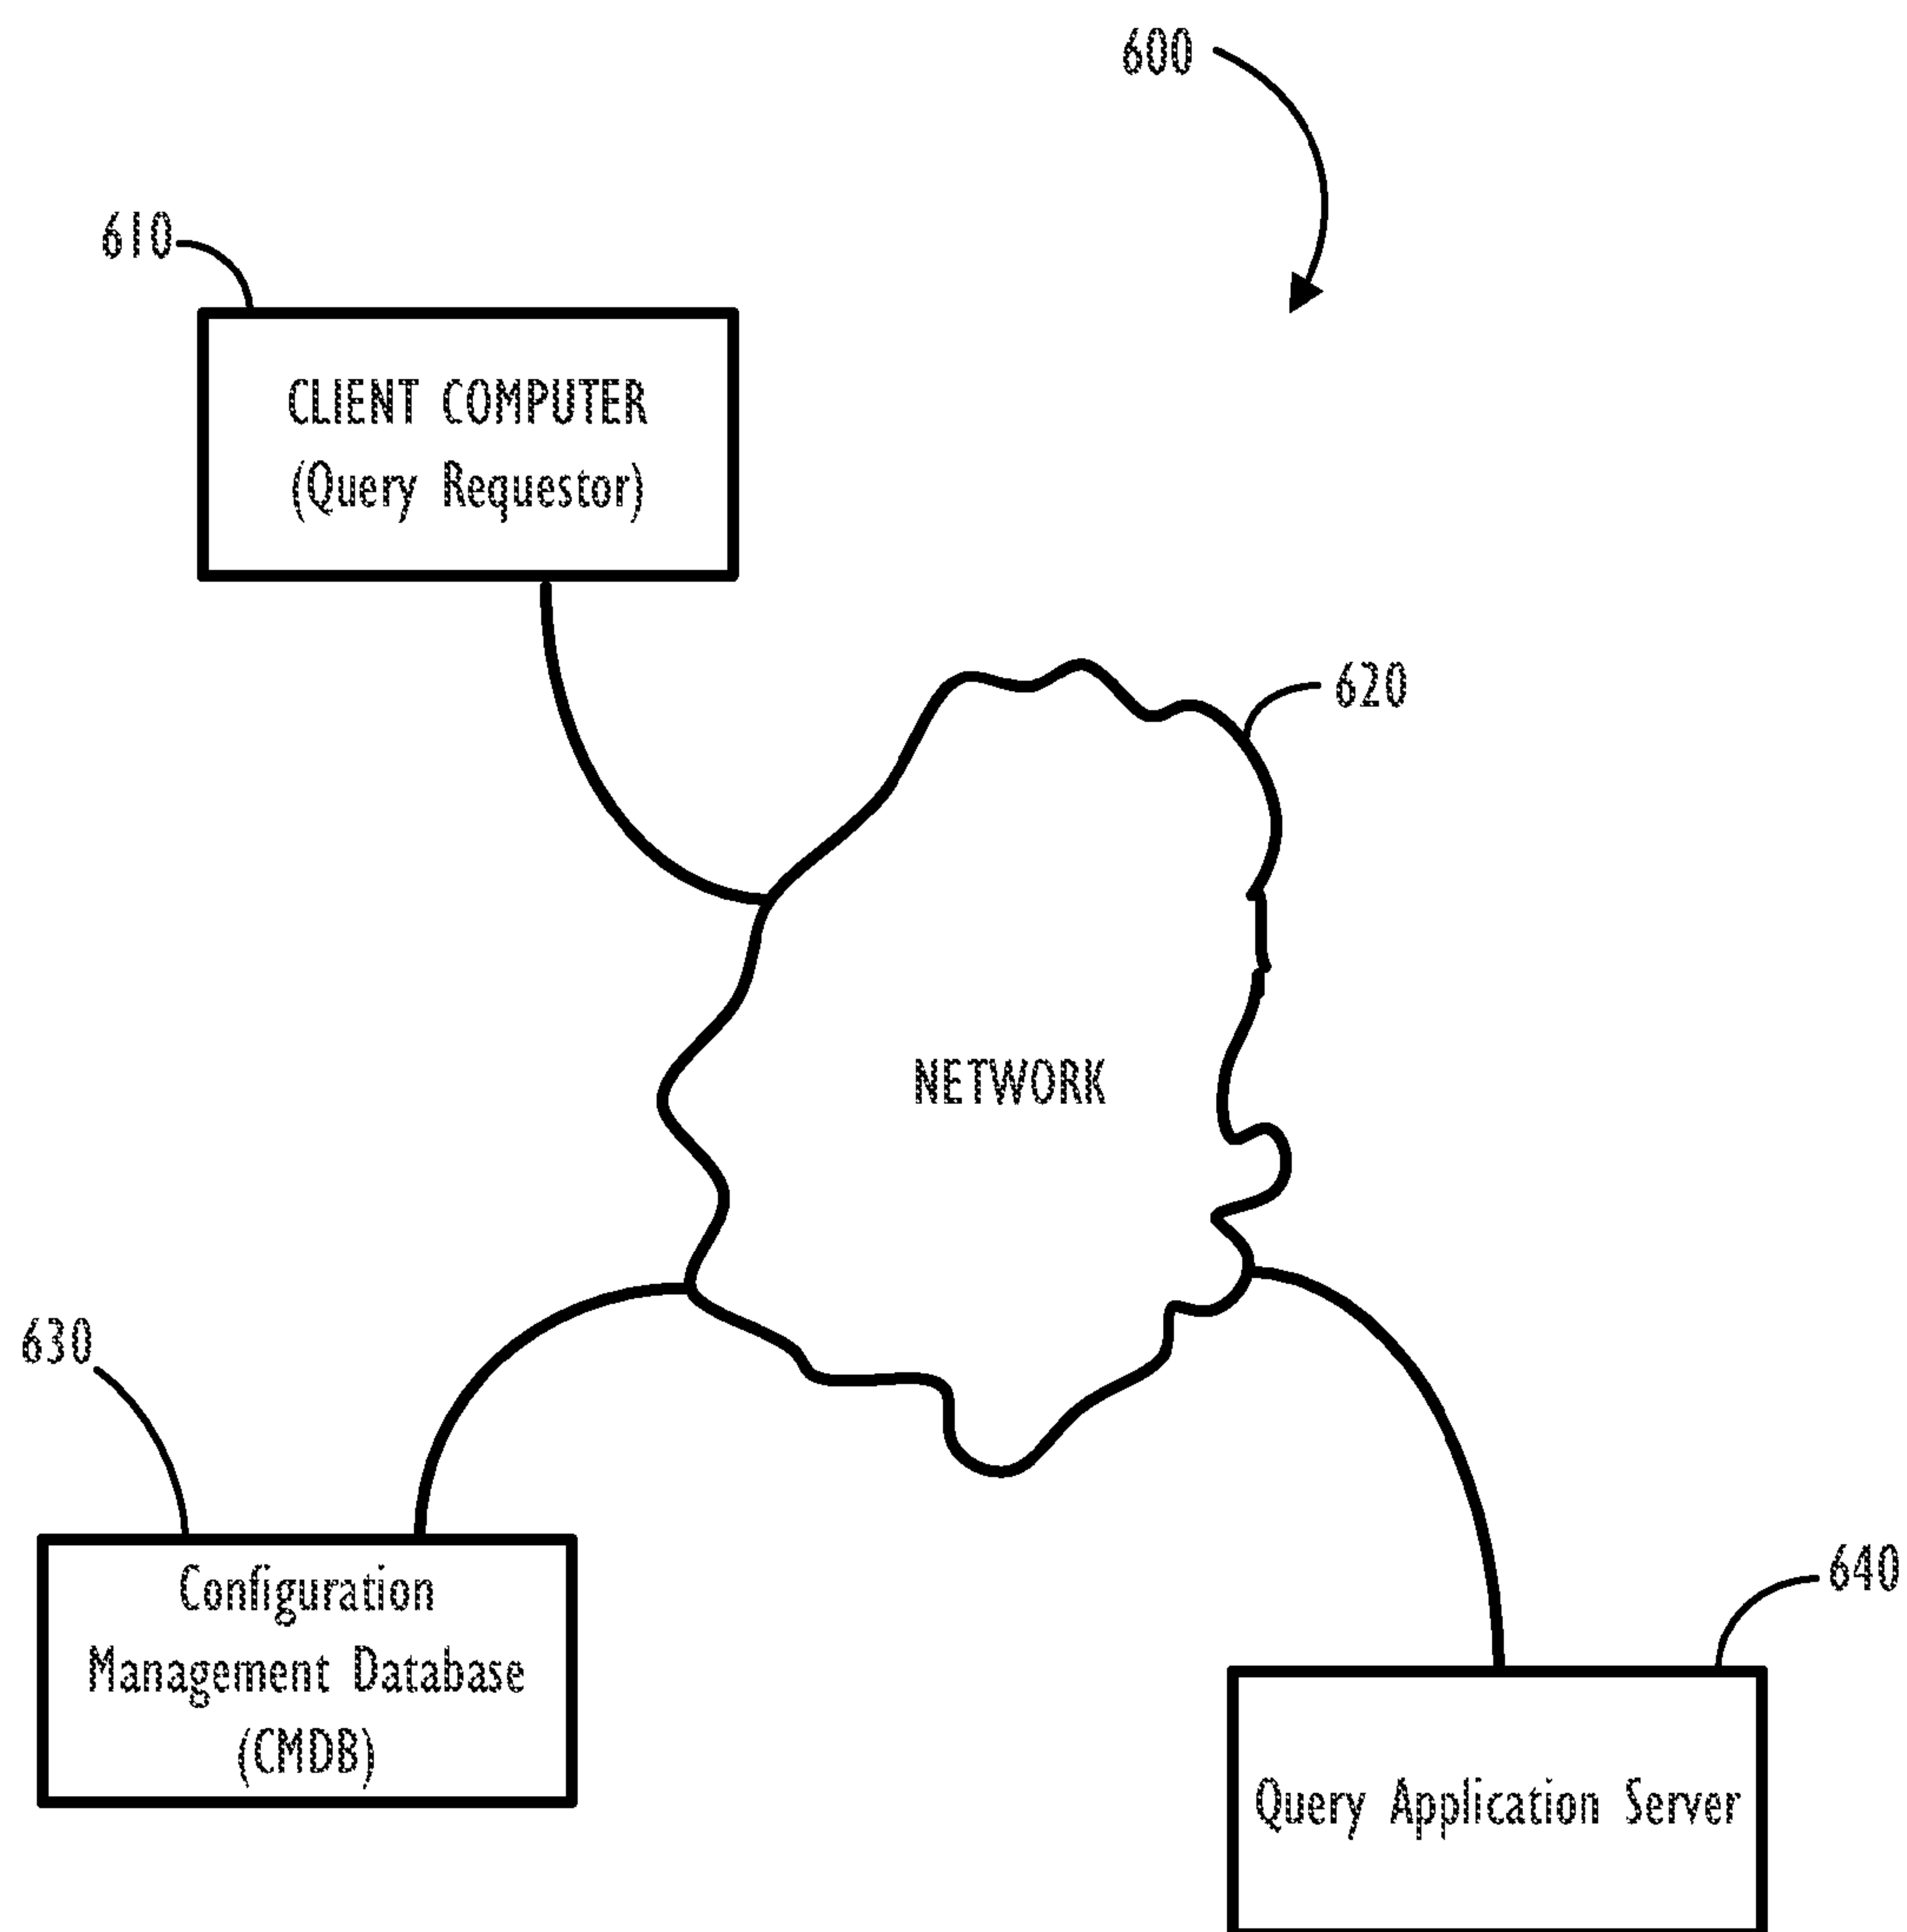 600
610
CLIENT COMPUTER
(Query Requestor)
620
NETWORK
630
Configuration
Management Database
(CMDB)
640
Query Application Server